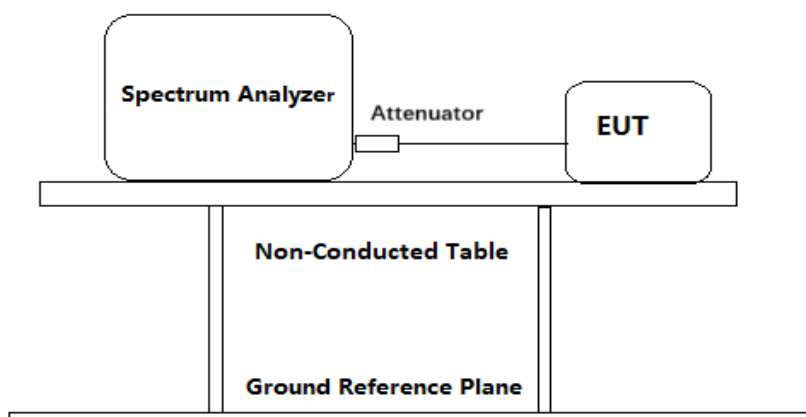 Spectrum Analyzer
Attenuator
EUT
Non-Conducted Table
Ground Reference Plane